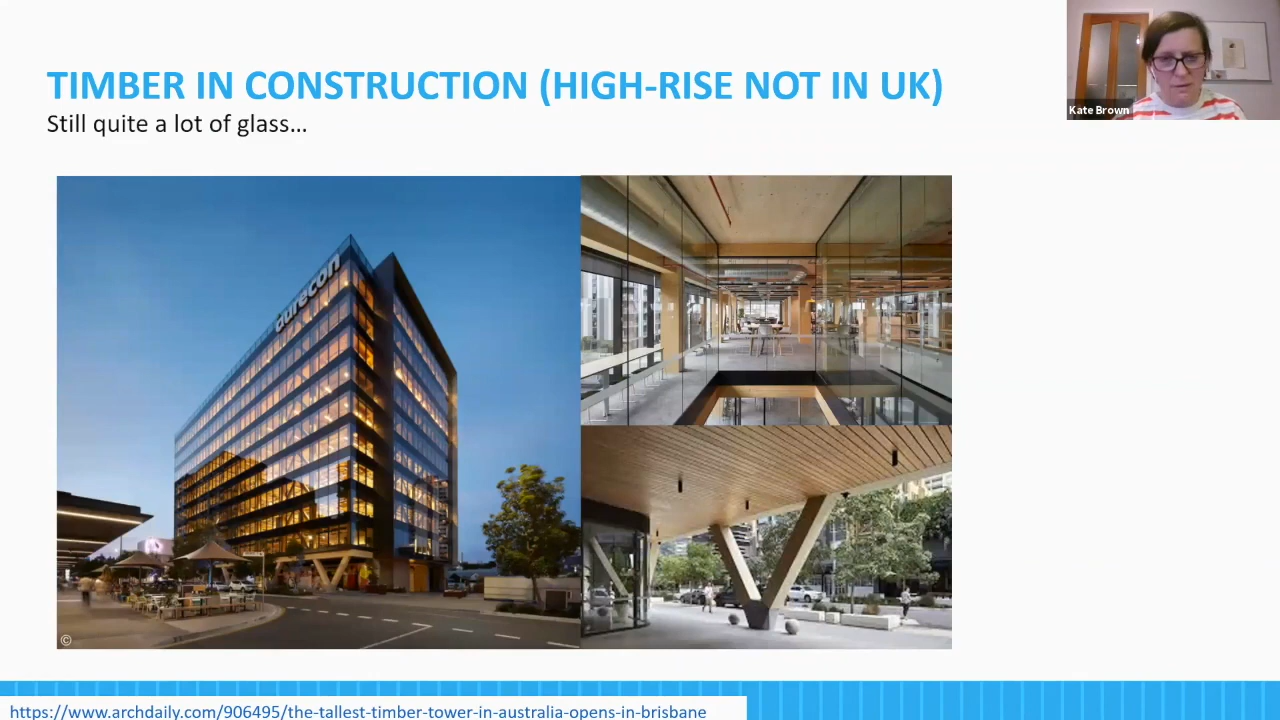 TIMBER IN CONSTRUCTION (HIGH-RISE NOT IN UK)
Still quite a lot of glass...
Kate Brown
aurecon
©
https://www.archdaily.com/906495/the-tallest-timber-tower-in-australia-opens-in-brisbane